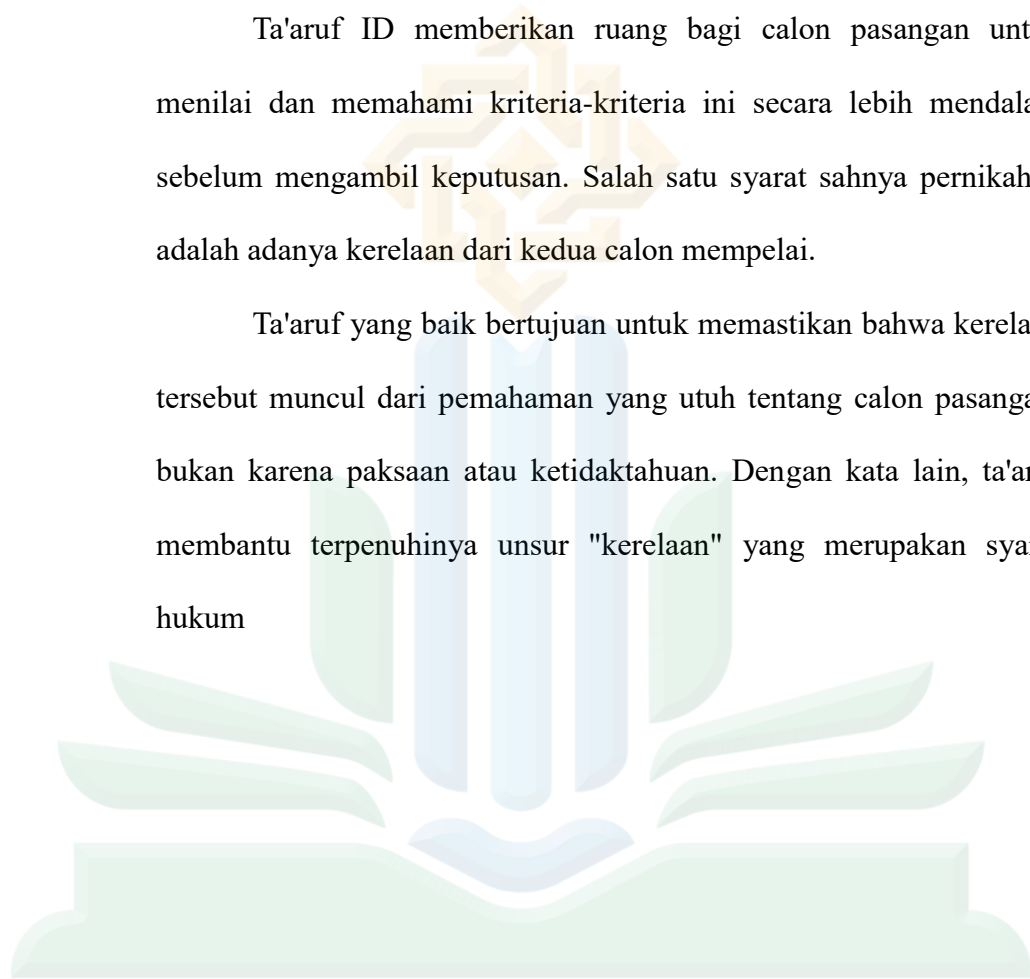 Ta'aruf ID memberikan ruang bagi calon pasangan unt
menilai dan memahami kriteria-kriteria ini secara lebih mendala
sebelum mengambil keputusan. Salah satu syarat sahnya pernikah
adalah adanya kerelaan dari kedua calon mempelai.
Ta'aruf yang baik bertujuan untuk memastikan bahwa kerela
tersebut muncul dari pemahaman yang utuh tentang calon pasanga
bukan karena paksaan atau ketidaktahuan. Dengan kata lain, ta'ar
membantu terpenuhinya unsur "kerelaan" yang merupakan syar
hukum